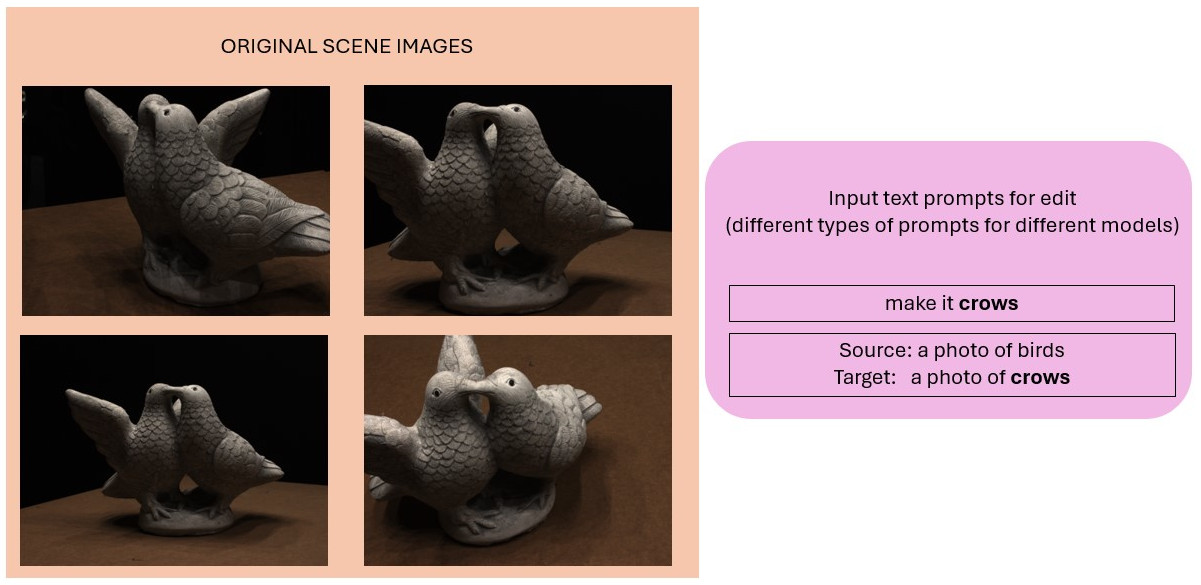 ORIGINAL SCENE IMAGES
Input text prompts for edit
(different types of prompts for different models)
make it crows
Source: a photo of birds
Target: a photo of crows